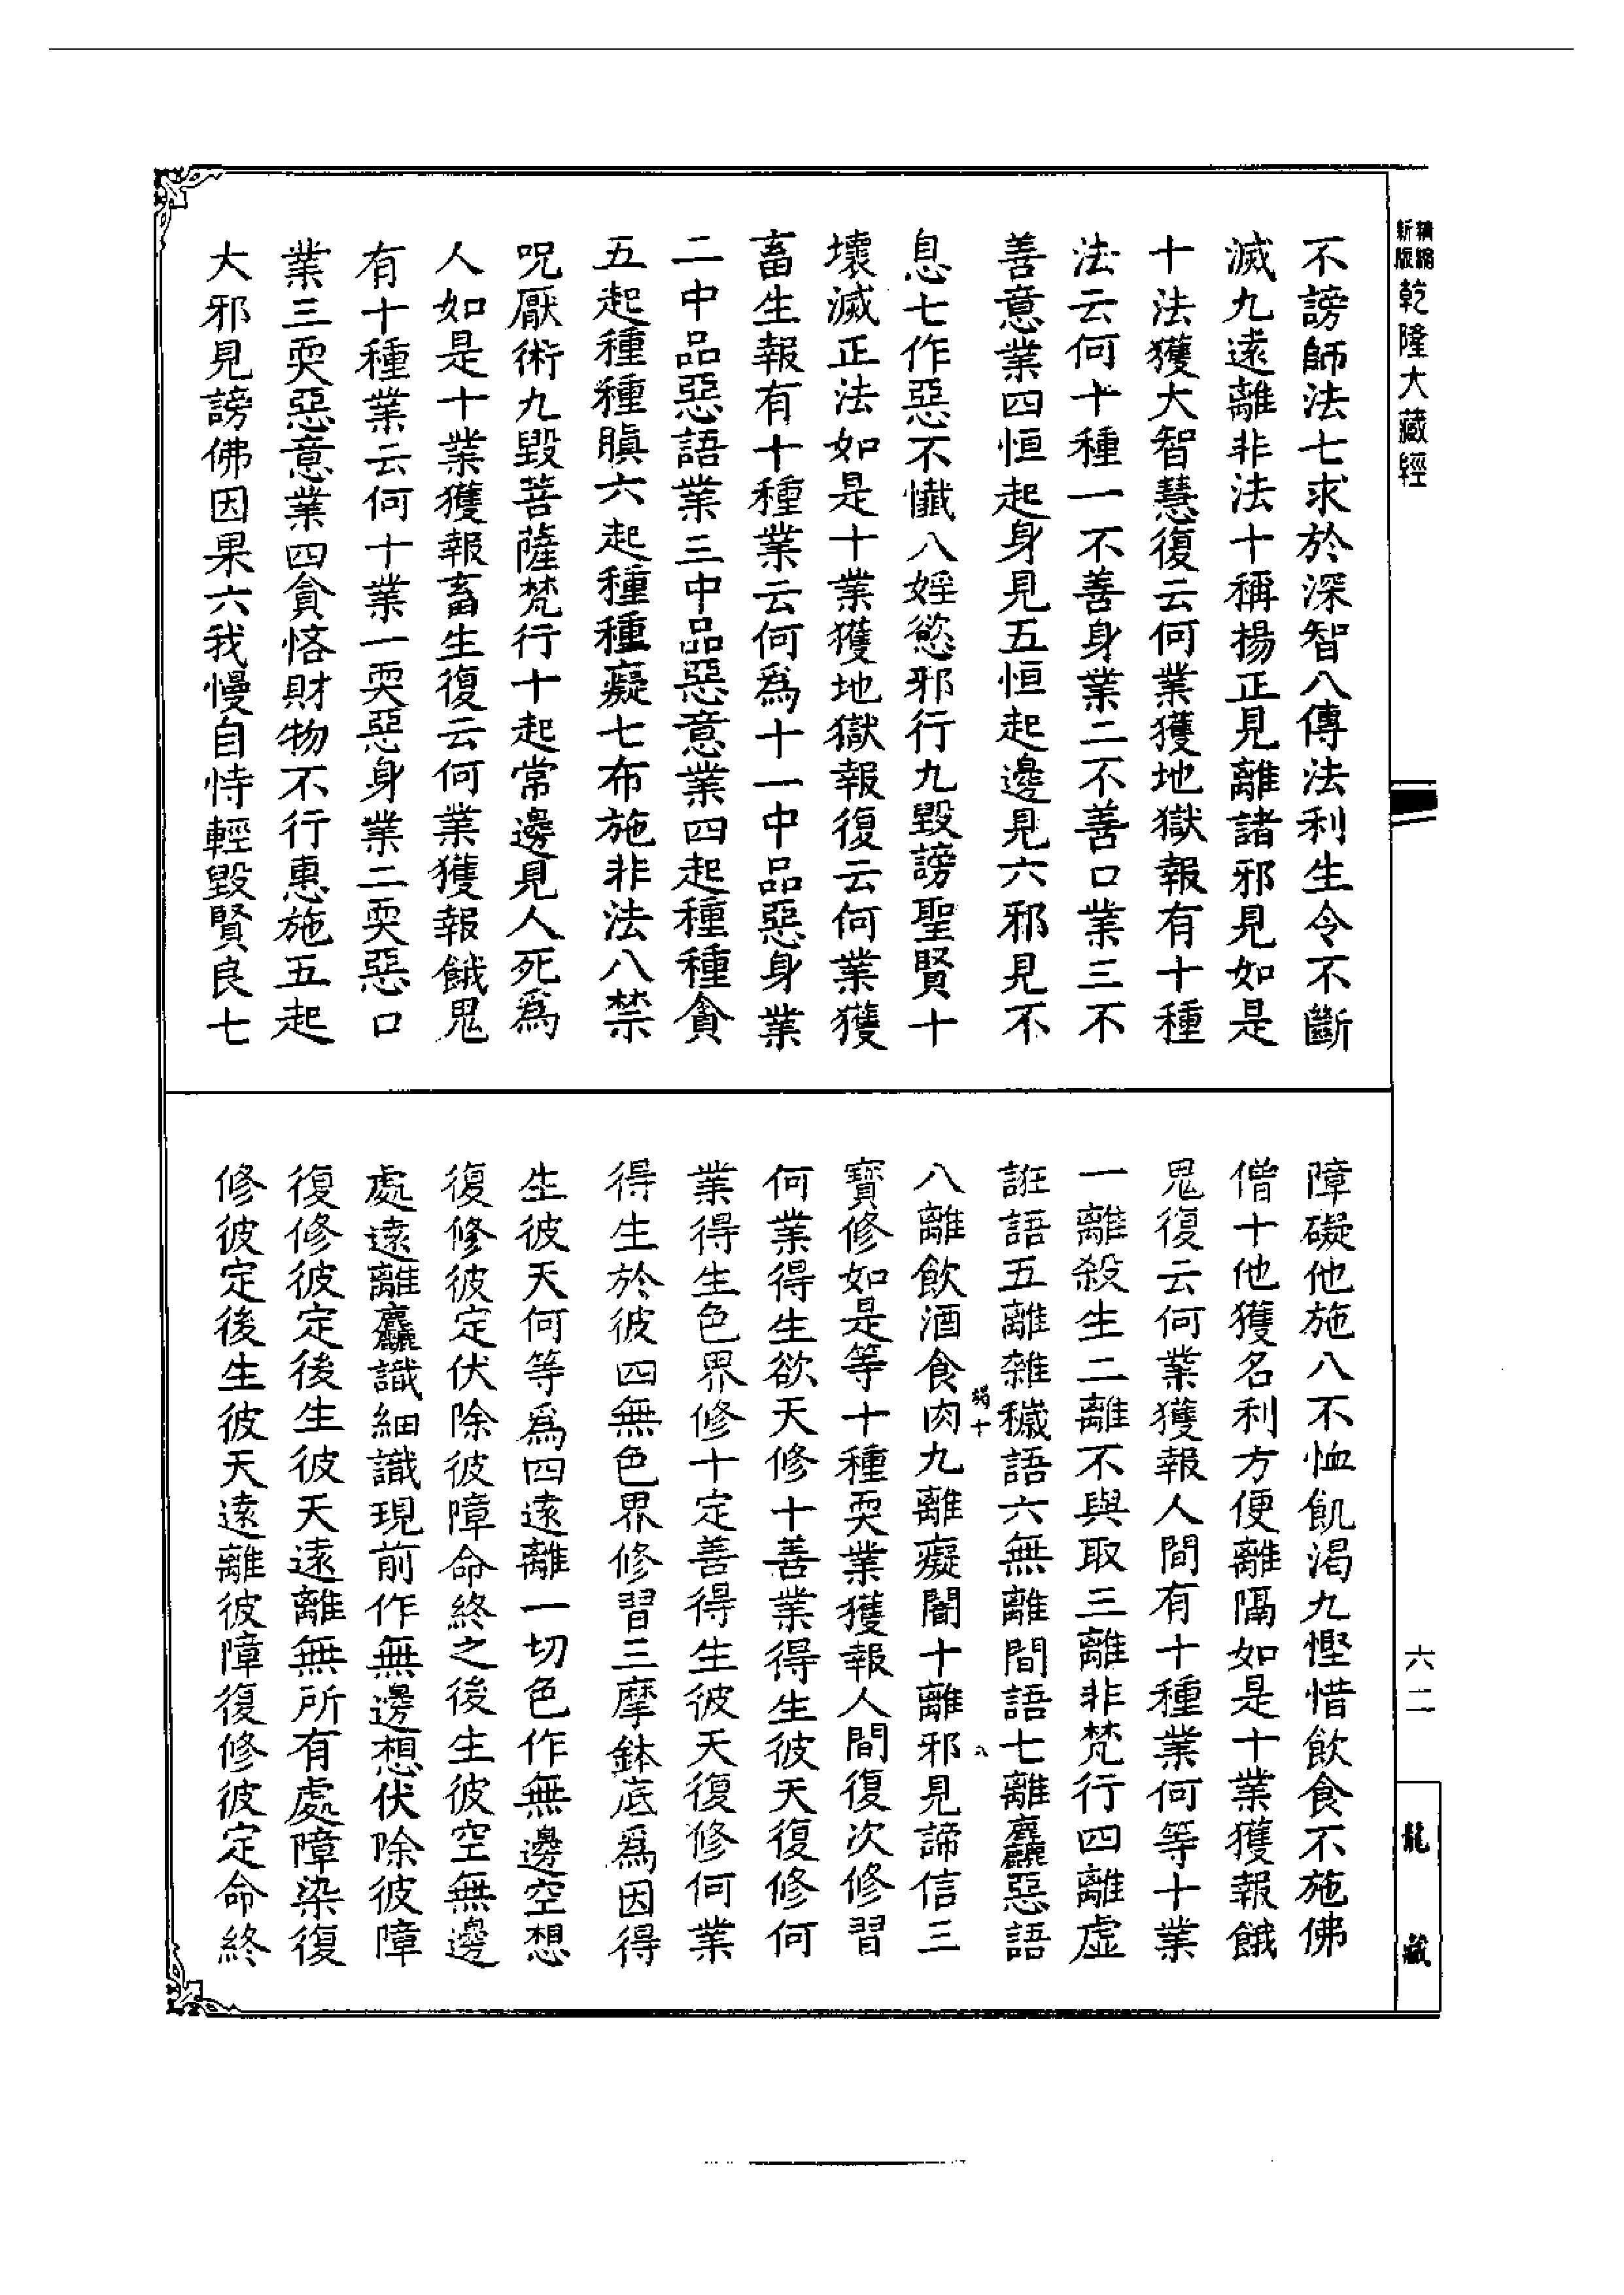 新編
新版
乾隆大藏經
不謗師法七求於深智八傳法利生令不斷
滅九遠離非法十稱揚正見離諸邪見如是
十法獲大智慧復云何業獲地獄報有十種
法云何十種一不善身業二不善口業三不
善意業四恒起身見五恒起邊見六邪見不
息七作惡不懺八婬慾邪行九毀謗聖賢十
壞滅正法如是十業獲地獄報復云何業獲
畜生報有十種業云何爲十一中品惡身業
二中品惡語業三中品惡意業四起種種貪
五起種種瞋六起種種癡七布施非法八禁
呪厭術九毀菩薩梵行十起常邊見人死爲
人如是十業獲報畜生復云何業獲報餓鬼
有十種業云何十業一耎惡身業二耎惡口
業三耎惡意業四貪悋財物不行惠施五起
大邪見謗佛因果六我慢自恃輕毀賢良七
障礙他施八不恤飢渴九慳惜飲食不施佛
僧十他獲名利方便離隔如是十業獲報餓
鬼復云何業獲報人間有十種業何等十業
一離殺生二離不與取三離非梵行四離虛
誑語五離雜穢語六無離間語七離麤惡語
八離飲酒食肉九離癡闇十離邪見諦信三
寶修如是等十種耎業獲報人間復次修習
何業得生欲天修十善業得生彼天復修何
業得生色界修十定善得生彼天復修何業
得生於彼四無色界修習三摩鉢底爲因得
生彼天何等爲四遠離一切色作無邊空想
復修彼定伏除彼障命終之後生彼空無邊
處遠離麤識細識現前作無邊想伏除彼障
復修彼定後生彼天遠離無所有處障染復
修彼定後生彼天遠離彼障復修彼定命終
十
八
六二
龍藏